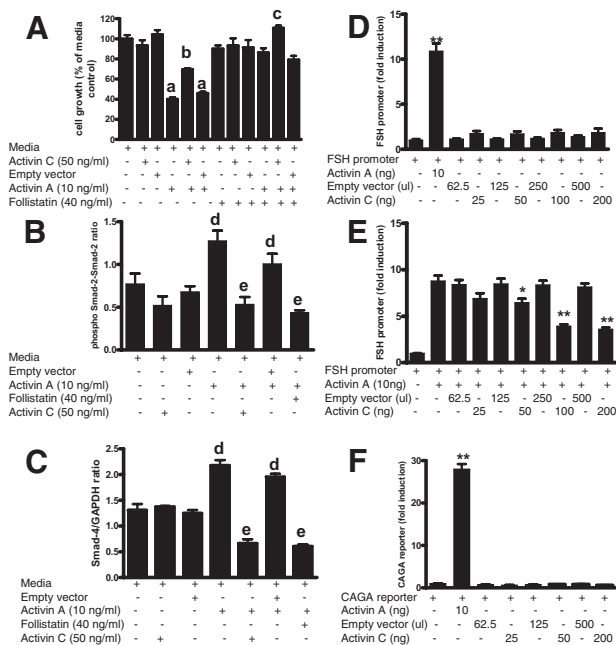 A
cell growth (% of media control)
120
100
80
60
40
20
0
a b a c
Media + + + + + + + + + + + +
Activin C (50 ng/ml) - + - - + - - + - - + -
Empty vector - - + - - + - - + - - +
Activin A (10 ng/ml) - - - + + + - - - + + +
Follistatin (40 ng/ml) - - - - - - + + + + + +
B
phospho Smad-2-Smad-2 ratio
1.5
1.0
0.5
0.0
d e d e
Media + + + + + + +
Empty vector - - + - - + -
Activin A (10 ng/ml) - - - + + + +
Follistatin (40 ng/ml) - - - - - - +
Activin C (50 ng/ml) - + - - + - -
C
Smad-4/GAPDH ratio
2.5
2.0
1.5
1.0
0.5
0.0
d e d e
Media + + + + + + +
Empty vector - - + - - + -
Activin A (10 ng/ml) - - - + + + +
Follistatin (40 ng/ml) - - - - - - +
Activin C (50 ng/ml) - + - - + - -
D
FSH promoter (fold induction)
15
10
5
0
**
FSH promoter + + + + + + + + + +
Activin A (ng) - 10 - - - - - - - -
Empty vector (ul) - - 62.5 - 125 - 250 - 500 -
Activin C (ng) - - - 25 - 50 - 100 - 200
E
FSH promoter (fold induction)
15
10
5
0
* ** **
FSH promoter + + + + + + + + + +
Activin A (10ng) - + + + + + + + + +
Empty vector (ul) - - 62.5 - 125 - 250 - 500 -
Activin C (ng) - - - 25 - 50 - 100 - 200
F
CAGA reporter (fold induction)
30
20
10
0
**
CAGA reporter + + + + + + + +
Activin A (ng) - 10 - - - - - -
Empty vector (ul) - - 62.5 - 125 - 500 -
Activin C (ng) - - - 25 - 50 - 200